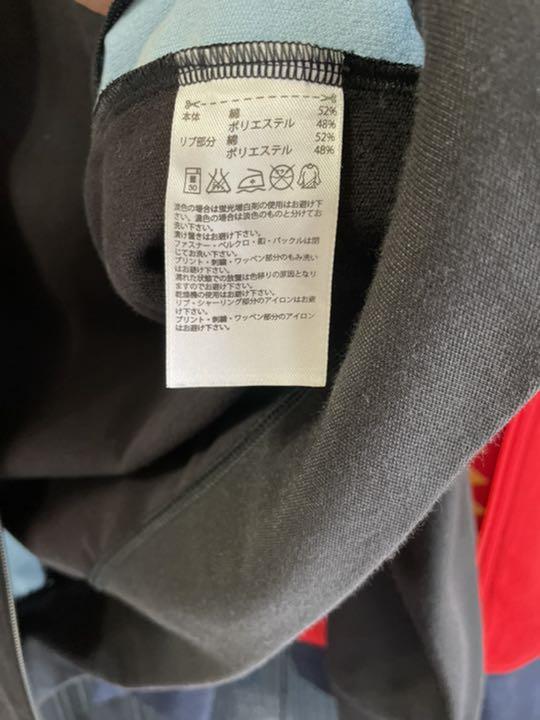 本体 綿 52%
ポリエステル 48%
リブ部分 綿 52%
ポリエステル 48%
30
淡色の場合は蛍光増白剤の使用はお避け下
さい。濃色の場合は淡色のものと分けてお
洗い下さい。
漬け置きはお避け下さい。
ファスナー・ベルクロ・釦・バックルは閉
じてお洗い下さい。
プリント・刺繍・ワッペン部分のもみ洗い
はお避け下さい。
濡れた状態での放置は色移りの原因となり
ますのでお避け下さい。
乾燥機の使用はお避け下さい。
リブ・シャーリング部分のアイロンはお避
け下さい。
プリント・刺繍・ワッペン部分のアイロン
はお避け下さい。